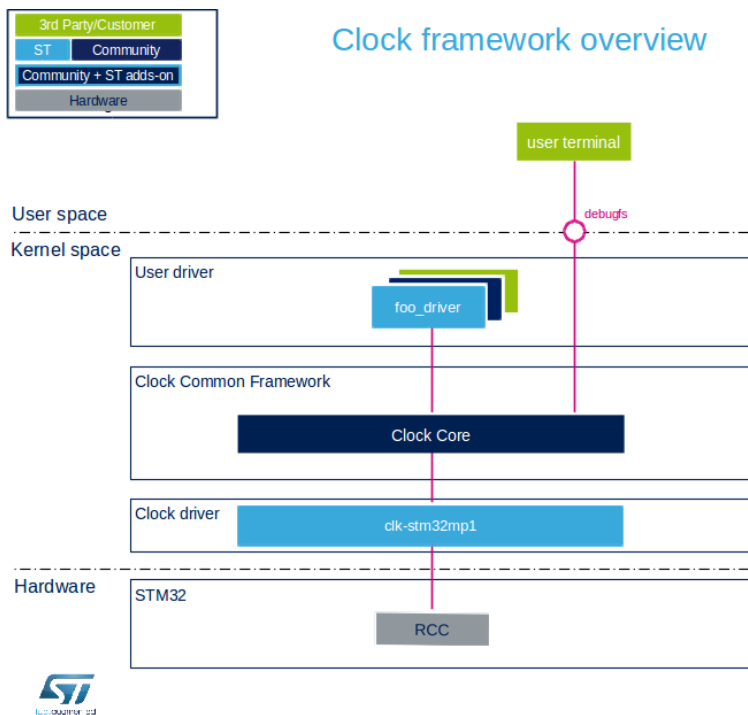 3rd Party/Customer
ST Community
Community + ST adds-on
Hardware
Clock framework overview
user terminal
debugfs
User space
Kernel space
User driver
foo_driver
Clock Common Framework
Clock Core
Clock driver
clk-stm32mp1
Hardware
STM32
RCC
ST